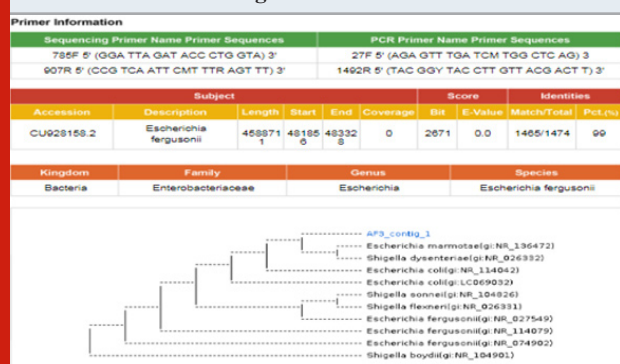 Primer Information
Sequencing Primer Name Primer Sequences PCR Primer Name Primer Sequences
785F 5' (GGA TTA GAT ACC CTG GTA) 3' 27F 5' (AGA GTT TGA TCM TGG CTC AG) 3
907R 5' (CCG TCA ATT CMT TTR AGT TT) 3' 1492R 5' (TAC GGY TAC CTT GTT ACG ACT T) 3'
Subject Score Identities
Accession Description Length Start End Coverage Bit E-Value Match/Total Pct.(%)
CU928158.2 Escherichia fergusonii 4588711 481856 483328 0 2671 0.0 1465/1474 99
Kingdom Family Genus Species
Bacteria Enterobacteriaceae Escherichia Escherichia fergusonii
AF3_contig_1
Escherichia marmotae(gi:NR_136472)
Shigella dysenteriae(gi:NR_026332)
Escherichia coli(gi:NR_114042)
Escherichia coli(gi:LC069032)
Shigella sonnei(gi:NR_104826)
Shigella flexneri(gi:NR_026331)
Escherichia fergusonii(gi:NR_027549)
Escherichia fergusonii(gi:NR_114079)
Escherichia fergusonii(gi:NR_074902)
Shigella boydii(gi:NR_104901)